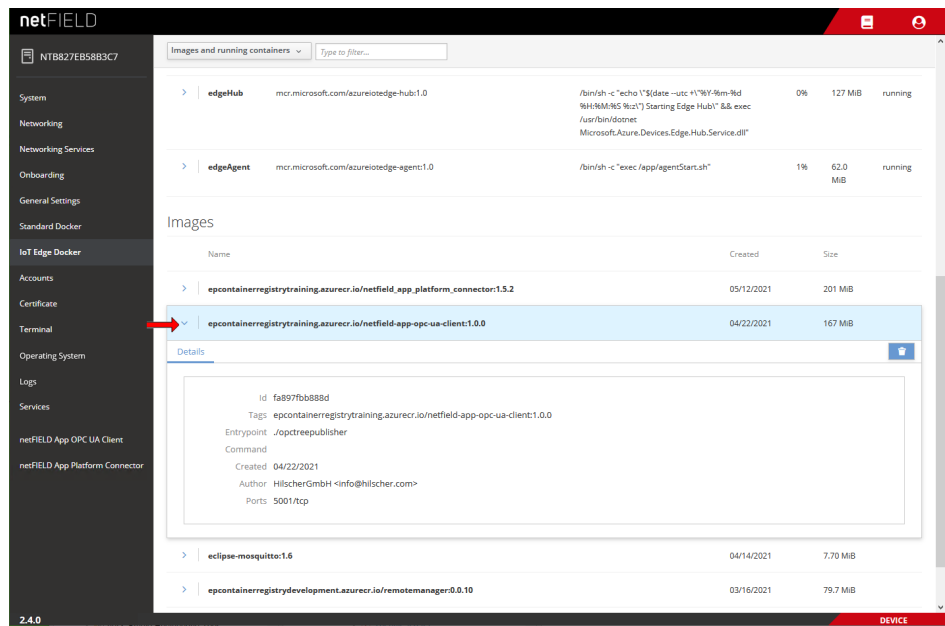 netFIELD
NTB827EB58B3C7
Images and running containers
Type to filter...
System
Networking
Networking Services
Onboarding
General Settings
Standard Docker
IoT Edge Docker
Accounts
Certificate
Terminal
Operating System
Logs
Services
netFIELD App OPC UA Client
netFIELD App Platform Connector
edgeHub mcr.microsoft.com/azureiotedge-hub:1.0 /bin/sh -c "echo \"$(date --utc +\"%Y-%m-%d 0% 127 MiB running
%H:%M:%S %:z\") Starting Edge Hub\" && exec
/usr/bin/dotnet
Microsoft.Azure.Devices.Edge.Hub.Service.dll"
edgeAgent mcr.microsoft.com/azureiotedge-agent:1.0 /bin/sh -c "exec /app/agentStart.sh" 1% 62.0 running
MiB
Images
Name Created Size
epcontainerregistrytraining.azurecr.io/netfield_app_platform_connector:1.5.2 05/12/2021 201 MiB
epcontainerregistrytraining.azurecr.io/netfield-app-opc-ua-client:1.0.0 04/22/2021 167 MiB
Details
Id fa897fbb888d
Tags epcontainerregistrytraining.azurecr.io/netfield-app-opc-ua-client:1.0.0
Entrypoint ./opctreepublisher
Command
Created 04/22/2021
Author HilscherGmbH <info@hilscher.com>
Ports 5001/tcp
eclipse-mosquitto:1.6 04/14/2021 7.70 MiB
epcontainerregistrydevelopment.azurecr.io/remotemanager:0.0.10 03/16/2021 79.7 MiB
2.4.0
DEVICE